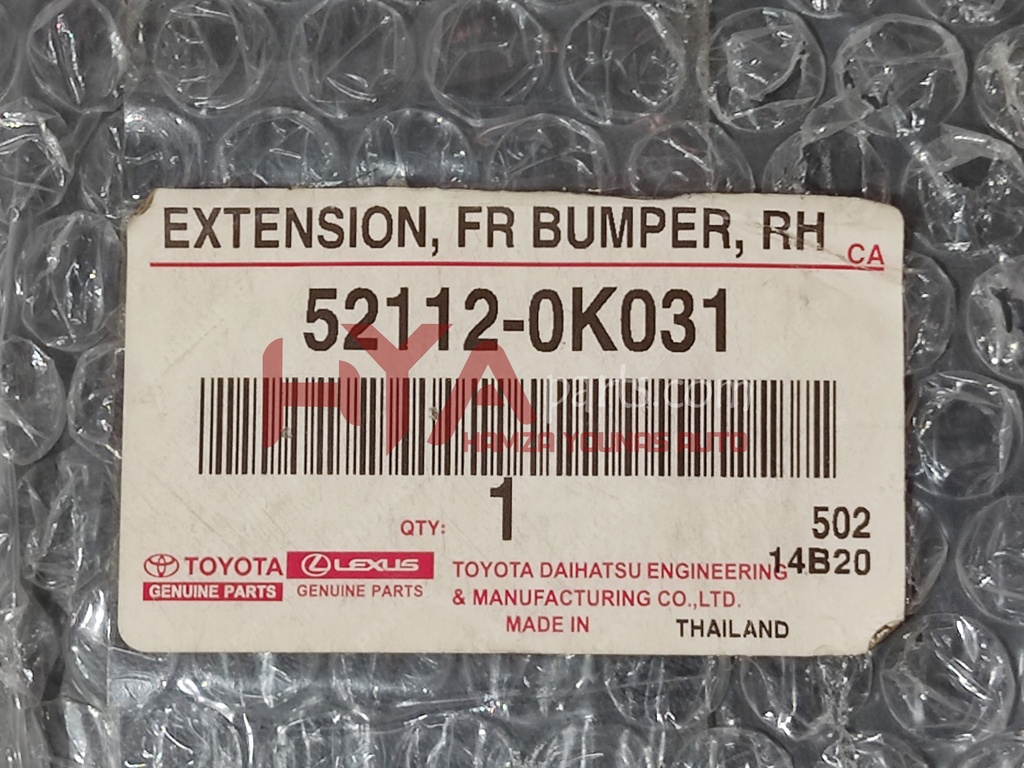 EXTENSION, FR BUMPER, RH
CA
52112-0K031
HYA parts.com
HAMZA YOUNAS AUTO
QTY: 1
502
14B20
TOYOTA
GENUINE PARTS
LEXUS
GENUINE PARTS
TOYOTA DAIHATSU ENGINEERING
& MANUFACTURING CO.,LTD.
MADE IN THAILAND